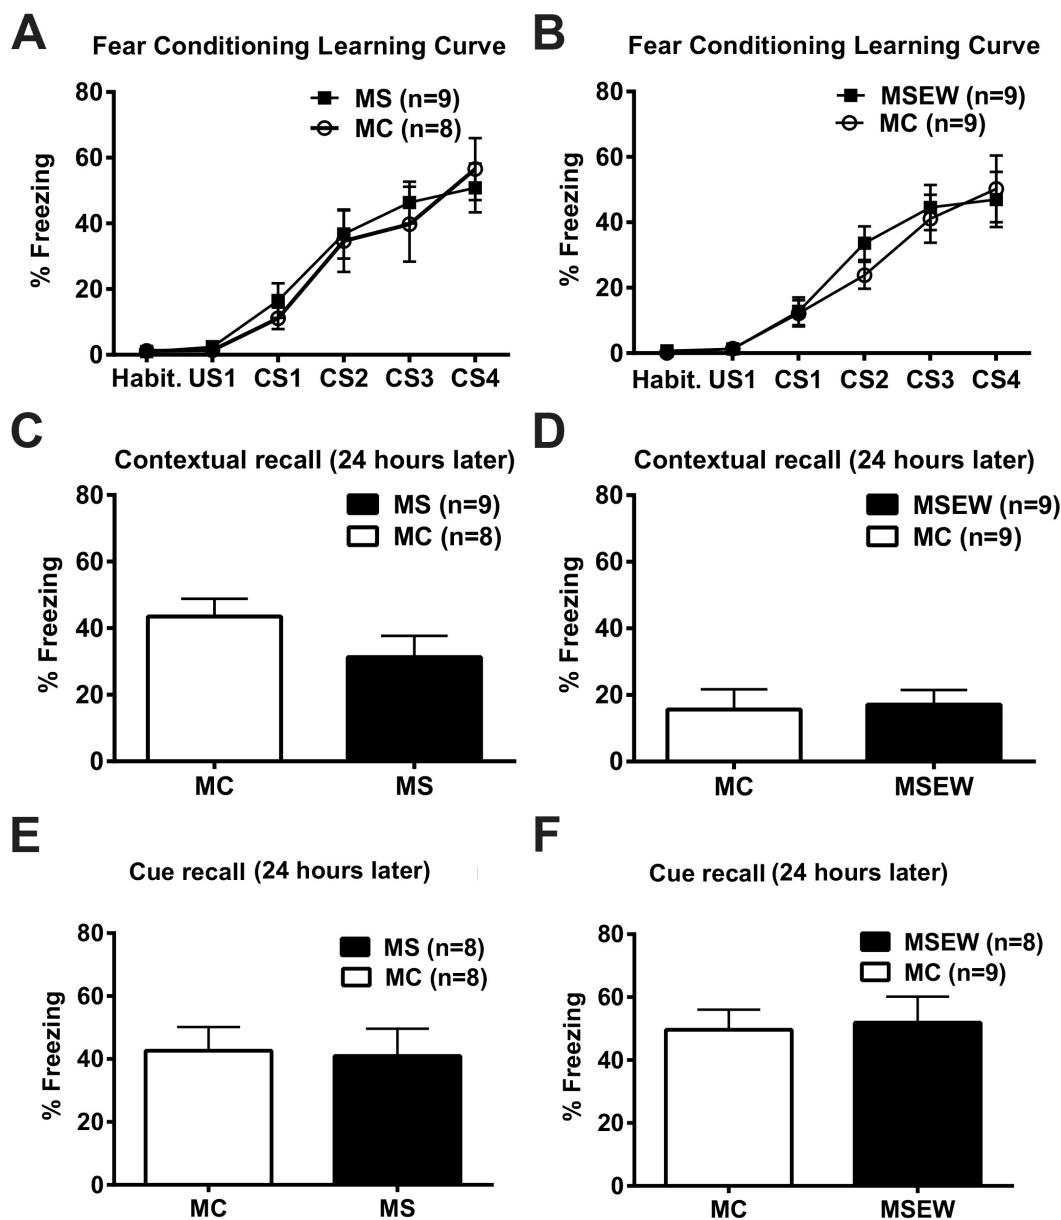 A
Fear Conditioning Learning Curve
80
60
40
20
0
% Freezing
MS (n=9)
MC (n=8)
Habit. US1 CS1 CS2 CS3 CS4
B
Fear Conditioning Learning Curve
80
60
40
20
0
% Freezing
MSEW (n=9)
MC (n=9)
Habit. US1 CS1 CS2 CS3 CS4
C
Contextual recall (24 hours later)
80
60
40
20
0
% Freezing
MS (n=9)
MC (n=8)
MC MS
D
Contextual recall (24 hours later)
80
60
40
20
0
% Freezing
MSEW (n=9)
MC (n=9)
MC MSEW
E
Cue recall (24 hours later)
80
60
40
20
0
% Freezing
MS (n=8)
MC (n=8)
MC MS
F
Cue recall (24 hours later)
80
60
40
20
0
% Freezing
MSEW (n=8)
MC (n=9)
MC MSEW